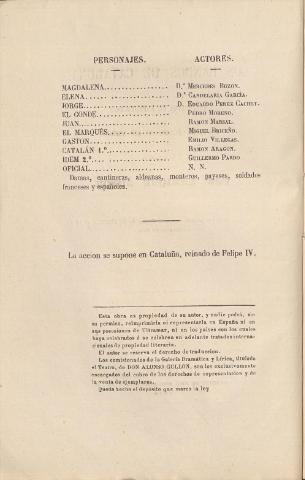 PERSONAJES. ACTORES.
MAGDALENA.................. D.ª MERCEDES BUZON.
ELENA...................... D.ª CANDELARIA GARCÍA.
JORGE...................... D. EDUARDO PEREZ CACHET.
EL CONDE................... PEDRO MORENO.
JUAN....................... RAMON MARSAL.
EL MARQUÉS................. MIGUEL BRICEÑO.
GASTON..................... EMILIO VILLEGAS.
CATALÁN 1.º................ RAMON ARAGON.
IDEM 2.º................... GUILLERMO PARDO
OFICIAL.................... N. N.
Damas, cantineras, aldeanas, monteros, payeses, soldados
franceses y españoles.
La accion se supone en Cataluña, reinado de Felipe IV.
Esta obra es propiedad de su autor, y nadie podrá, sin
su permiso, reimprimirla ni representarla en España ni en
sus posesiones de Ultramar, ni en los países con los cuales
haya celebrados ó se celebren en adelante tratados interna-
cionales de propiedad literaria.
El autor se reserva el derecho de traduccion.
Los comisionados de la Galería Dramática y Lírica, titulada
el Teatro, de DON ALONSO GULLON, son los exclusivamente
encargados del cobro de los derechos de representacion y de
la venta de ejemplares.
Queda hecho el depósito que marca la ley